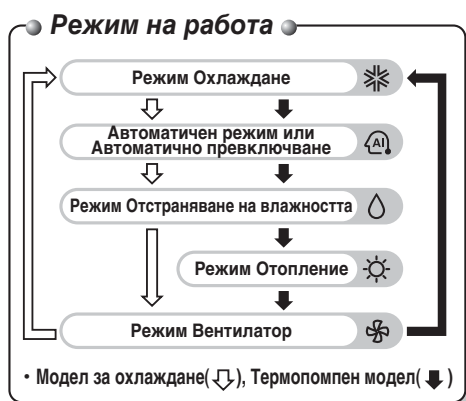 Режим на работа
Режим Охлаждане
Автоматичен режим или
Автоматично превключване
AI
Режим Отстраняване на влажността
Режим Отопление
Режим Вентилатор
• Модел за охлаждане( ), Термопомпен модел( )